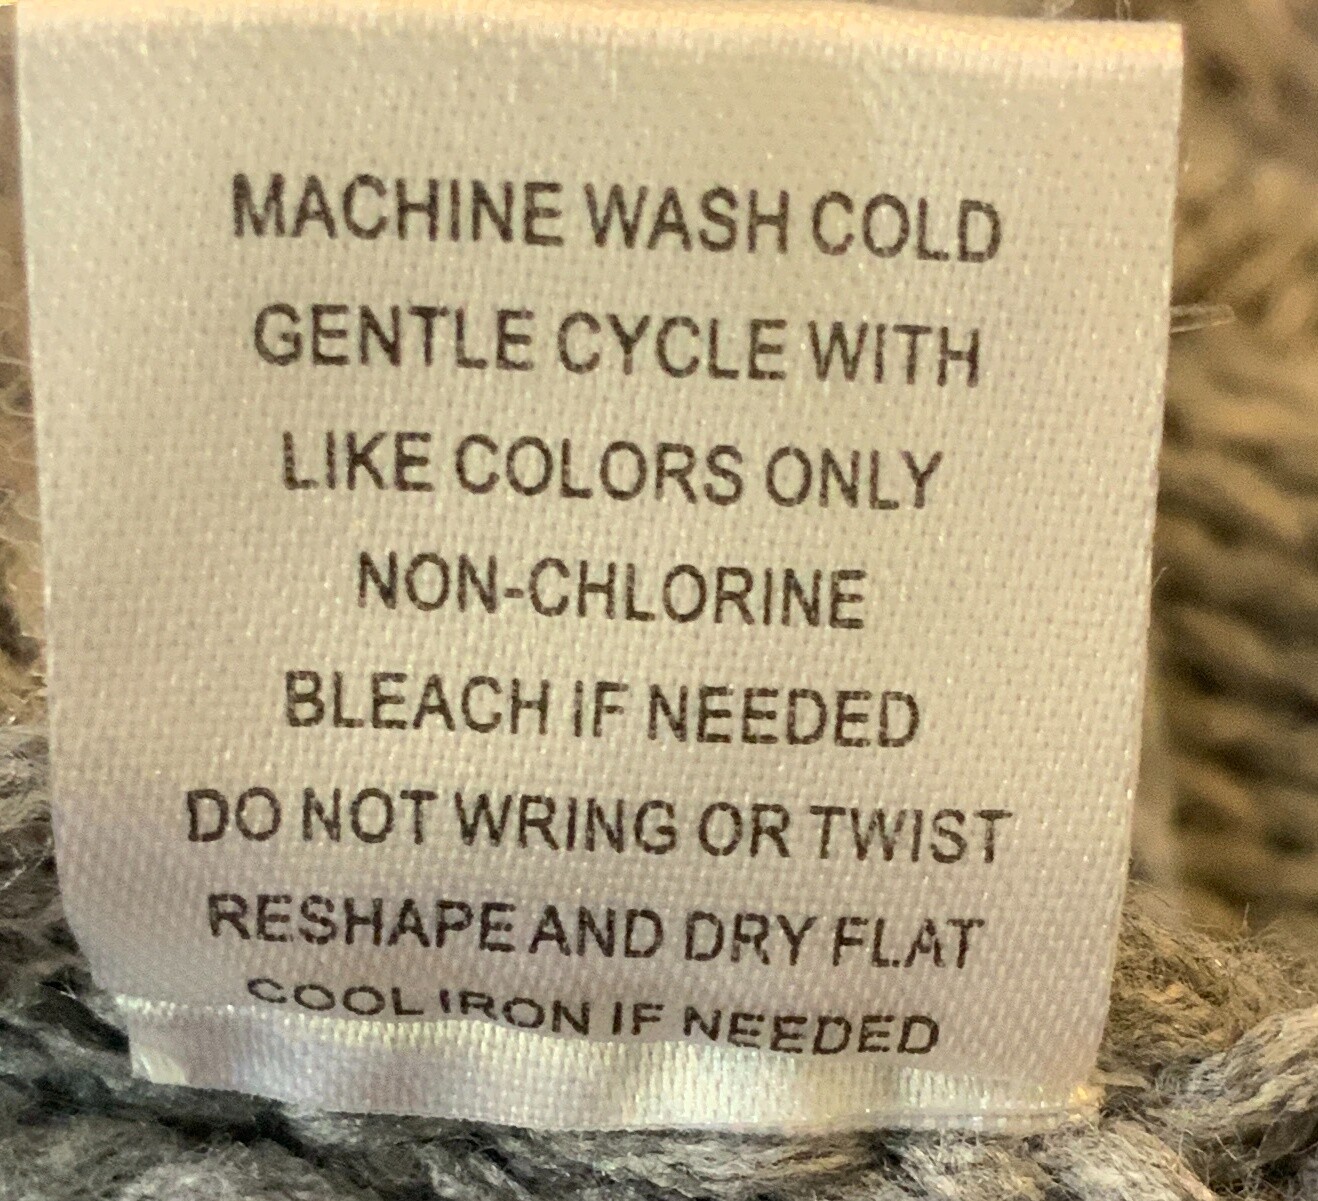 MACHINE WASH COLD
GENTLE CYCLE WITH
LIKE COLORS ONLY
NON-CHLORINE
BLEACH IF NEEDED
DO NOT WRING OR TWIST
RESHAPE AND DRY FLAT
COOL IRON IF NEEDED